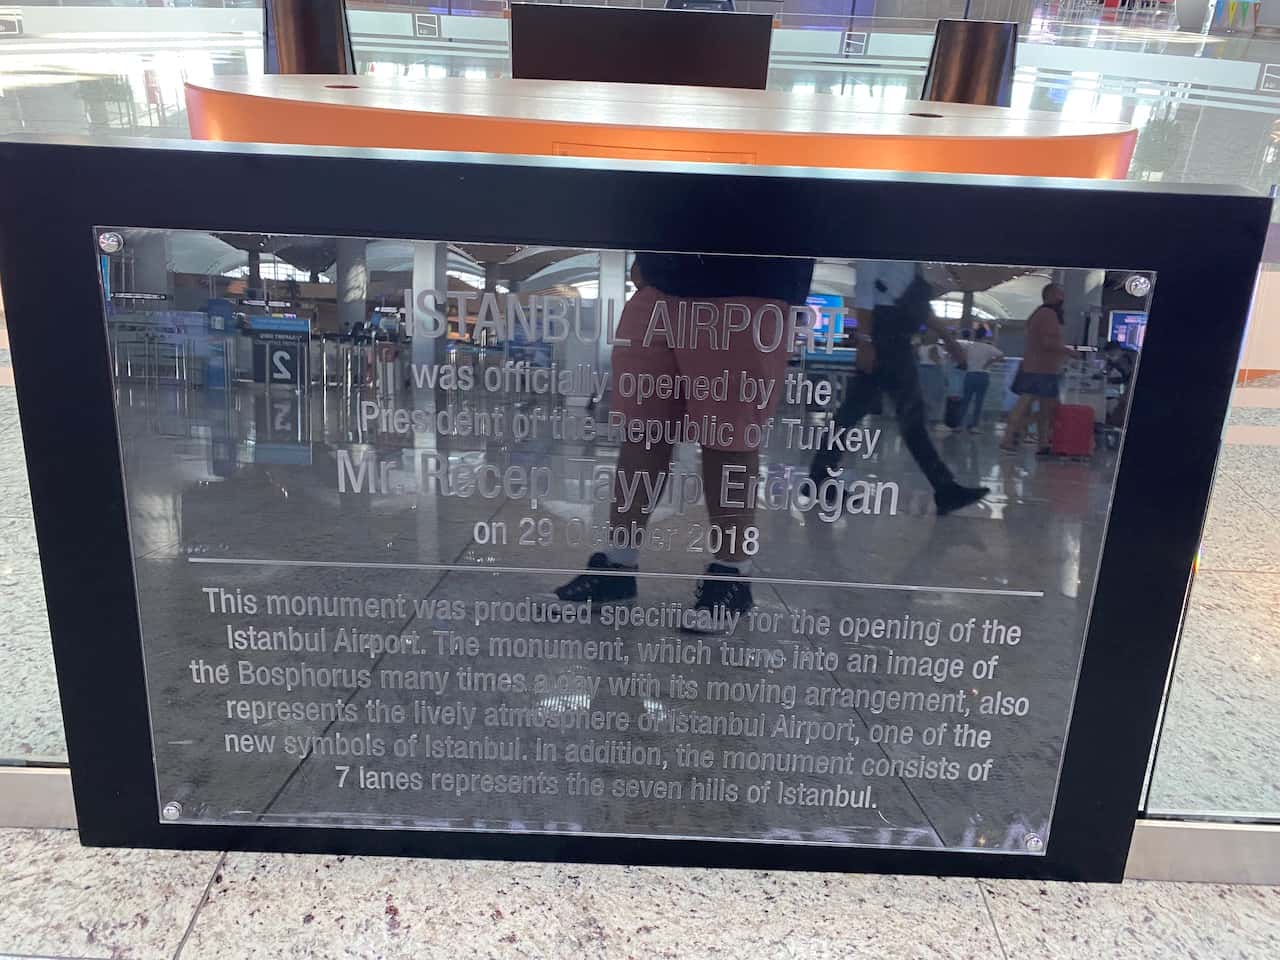 ISTANBUL AIRPORT
was officially opened by the
President of the Republic of Turkey
Mr. Recep Tayyip Erdoğan
on 29 October 2018
This monument was produced specifically for the opening of the
Istanbul Airport. The monument, which turns into an image of
the Bosphorus many times a day with its moving arrangement, also
represents the lively atmosphere of Istanbul Airport, one of the
new symbols of Istanbul. In addition, the monument consists of
7 lanes represents the seven hills of Istanbul.